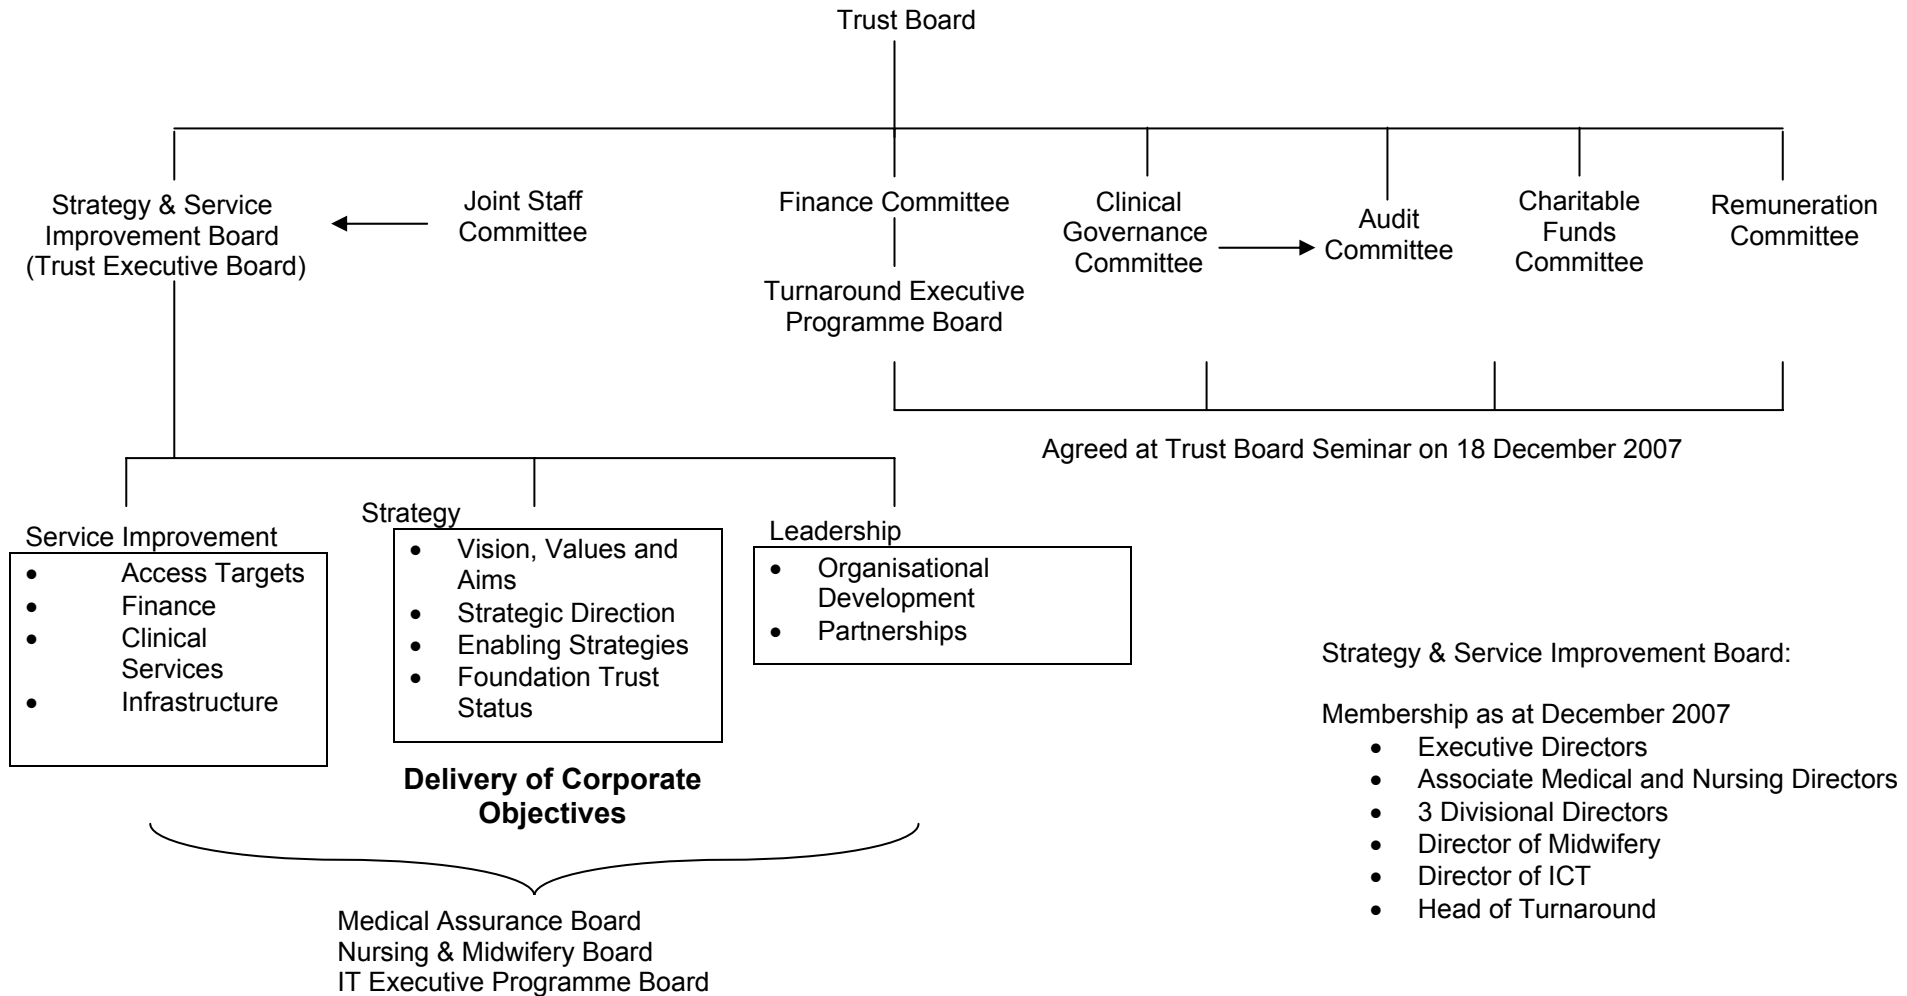 Trust Board
Strategy & Service
Improvement Board
(Trust Executive Board)
Joint Staff
Committee
Finance Committee
Turnaround Executive
Programme Board
Clinical
Governance
Committee
Audit
Committee
Charitable
Funds
Committee
Remuneration
Committee
Agreed at Trust Board Seminar on 18 December 2007
Service Improvement
• Access Targets
• Finance
• Clinical
Services
• Infrastructure
Strategy
• Vision, Values and
Aims
• Strategic Direction
• Enabling Strategies
• Foundation Trust
Status
Leadership
• Organisational
Development
• Partnerships
Delivery of Corporate
Objectives
Medical Assurance Board
Nursing & Midwifery Board
IT Executive Programme Board
Strategy & Service Improvement Board:
Membership as at December 2007
• Executive Directors
• Associate Medical and Nursing Directors
• 3 Divisional Directors
• Director of Midwifery
• Director of ICT
• Head of Turnaround